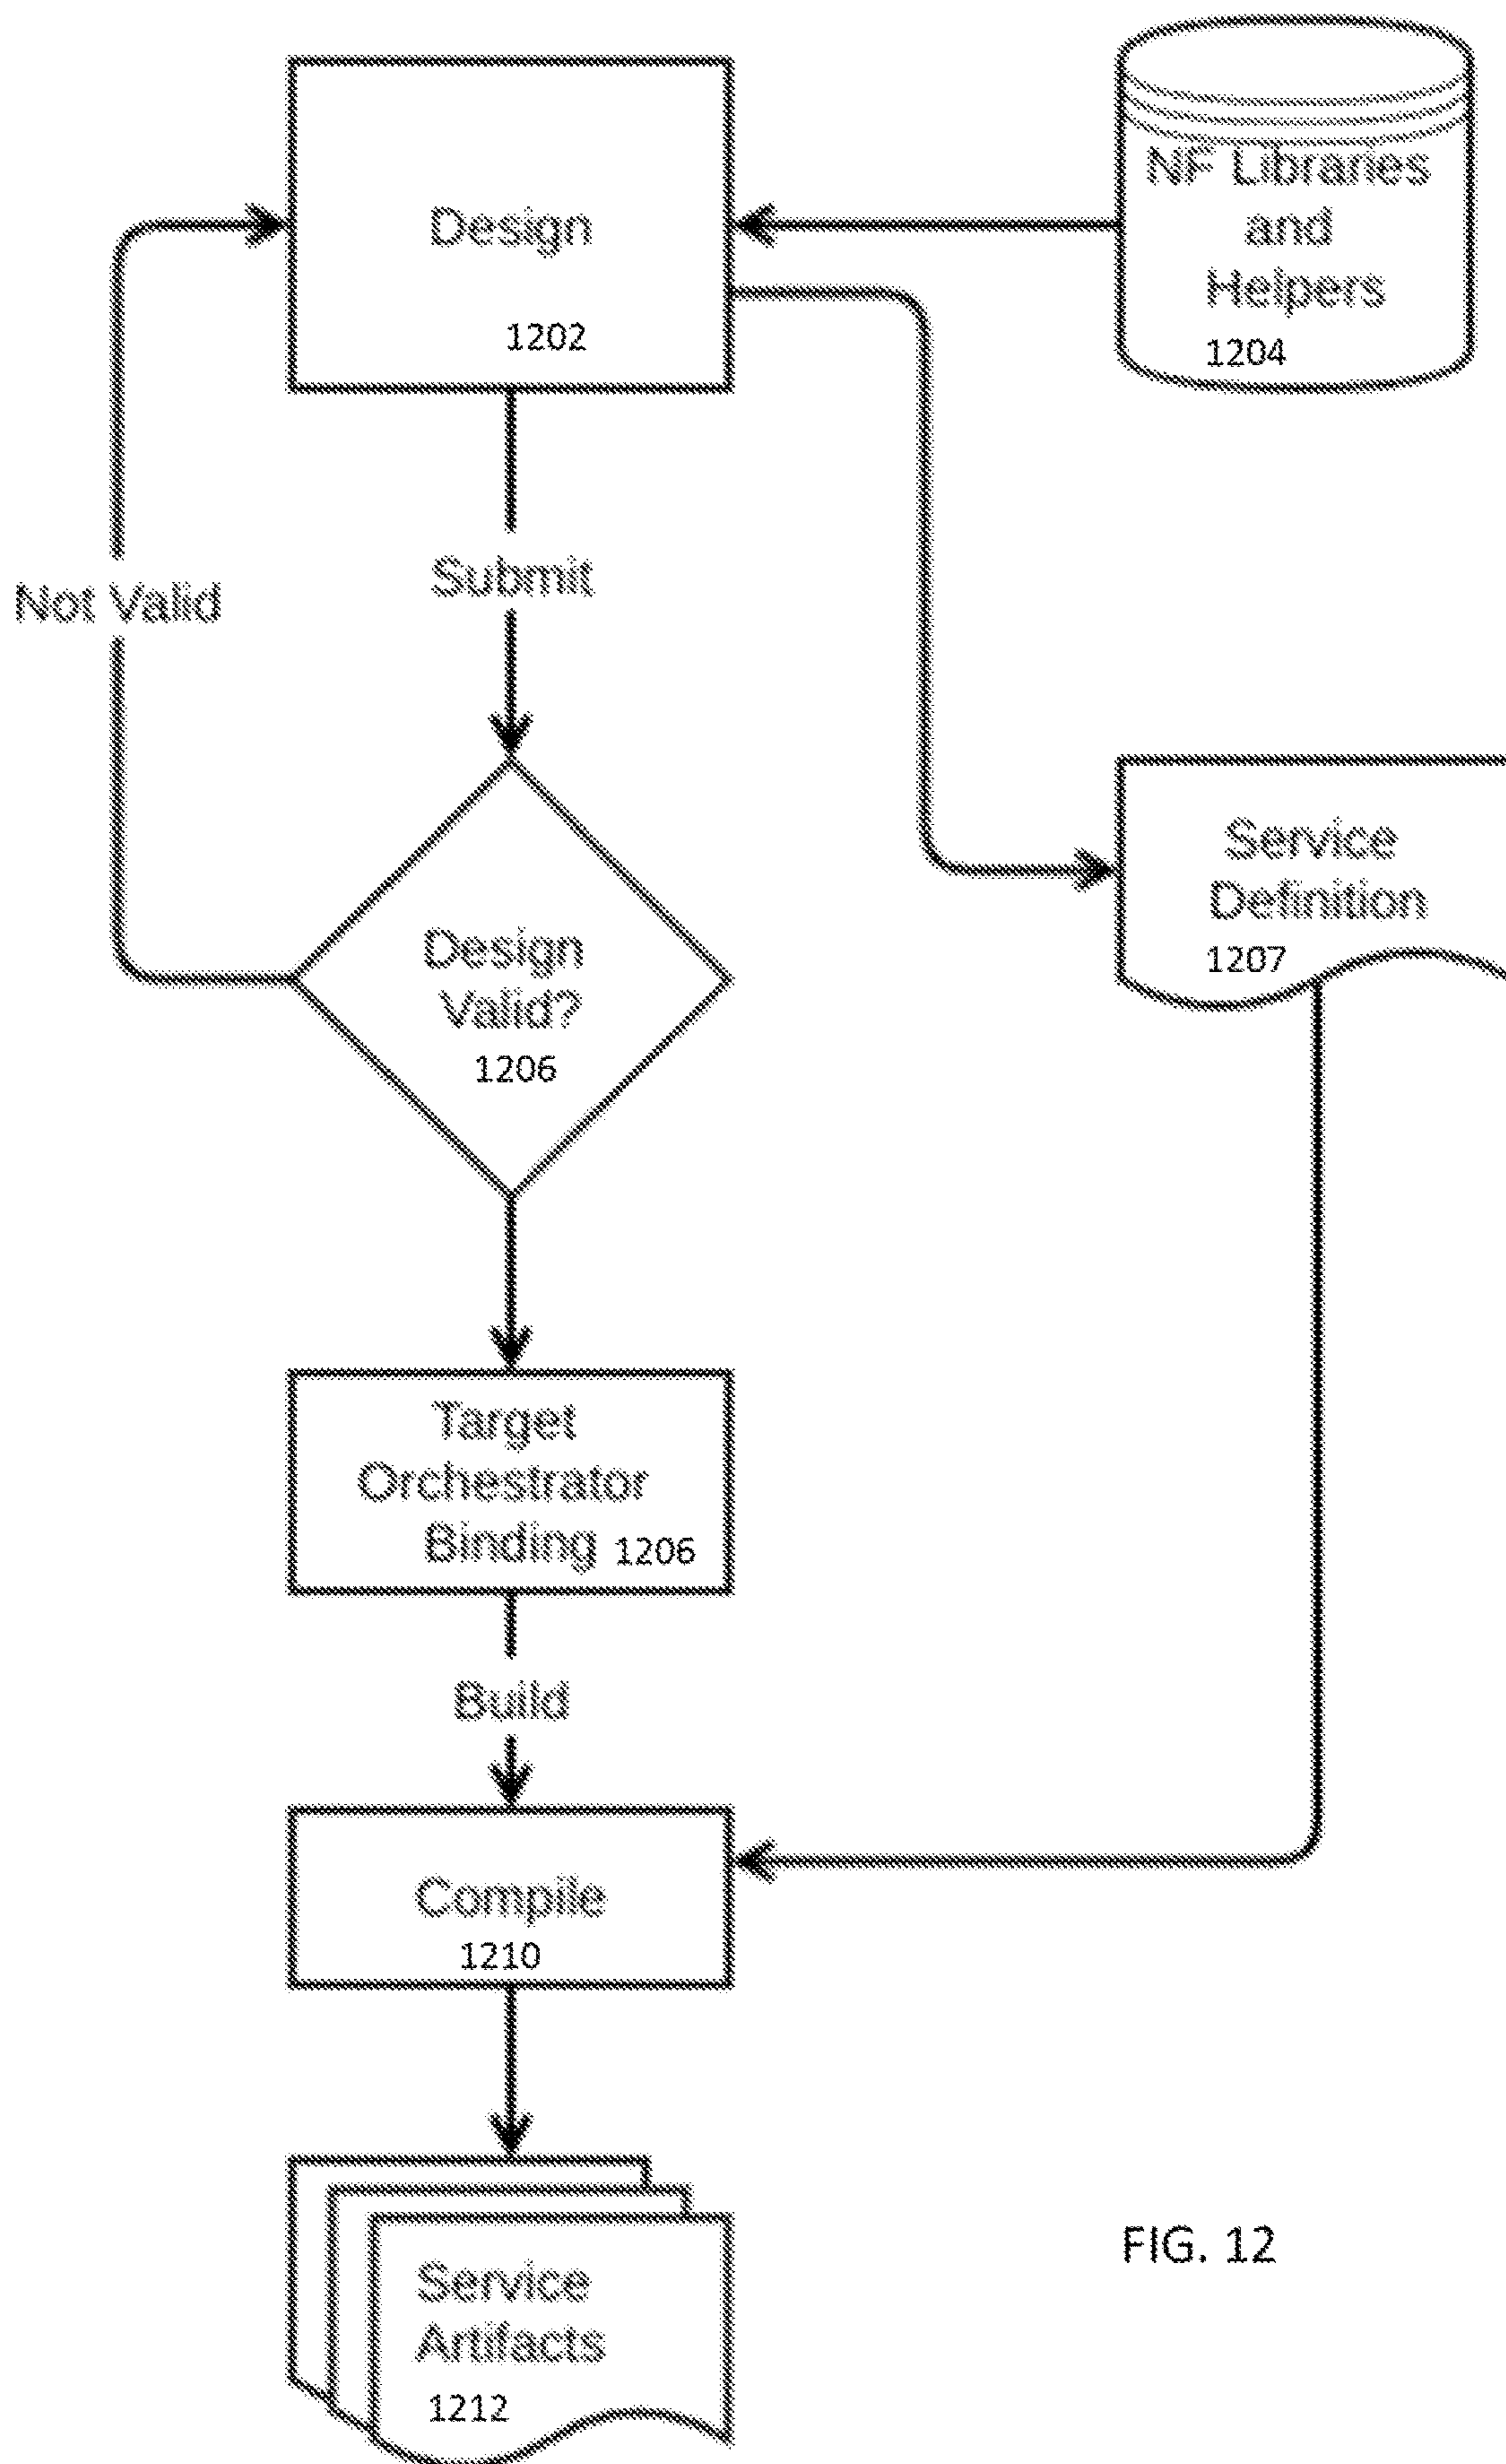 Design
1202
NF Libraries
and
Helpers
1204
Not Valid
Submit
Service
Definition
1207
Design
Valid?
1206
Target
Orchestrator
Binding 1206
Build
Compile
1210
Service
Artifacts
1212
FIG. 12